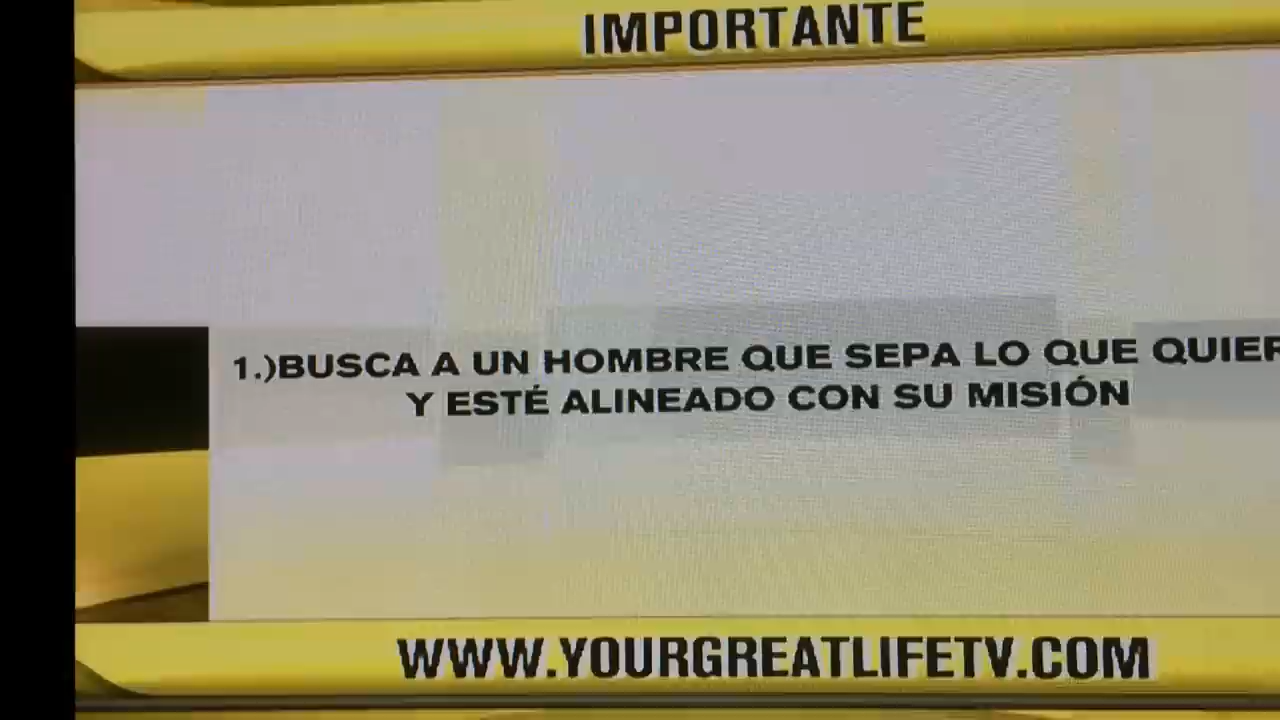 IMPORTANTE
1.)BUSCA A UN HOMBRE QUE SEPA LO QUE
Y ESTÉ ALINEADO CON SU MISIÓN
WWW.YOURGREATLIFETV.COM